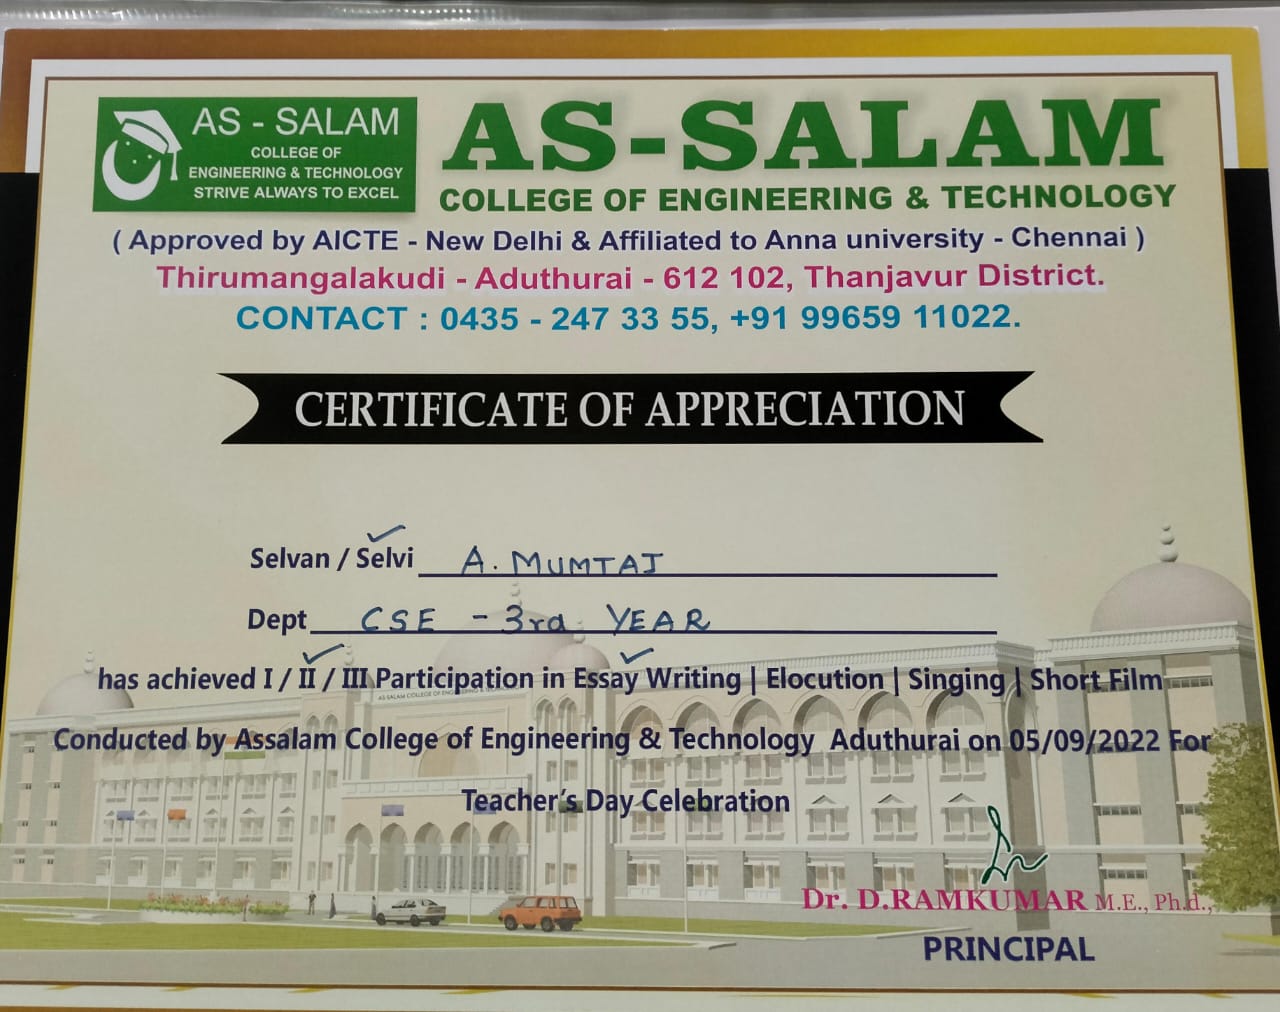 AS - SALAM
COLLEGE OF
ENGINEERING & TECHNOLOGY
STRIVE ALWAYS TO EXCEL
AS-SALAM
COLLEGE OF ENGINEERING & TECHNOLOGY
( Approved by AICTE - New Delhi & Affiliated to Anna university - Chennai )
Thirumangalakudi - Aduthurai - 612 102, Thanjavur District.
CONTACT : 0435 - 247 33 55, +91 99659 11022.
CERTIFICATE OF APPRECIATION
Selvan / Selvi A. MUMTAJ
Dept CSE - 3rd YEAR
has achieved I / II / III Participation in Essay Writing | Elocution | Singing | Short Film
AS-SALAM COLLEGE OF ENGINEERING &
Conducted by Assalam College of Engineering & Technology Aduthurai on 05/09/2022 For
Teacher's Day Celebration
Dr. D.RAMKUMAR M.E., Ph.d.,
PRINCIPAL